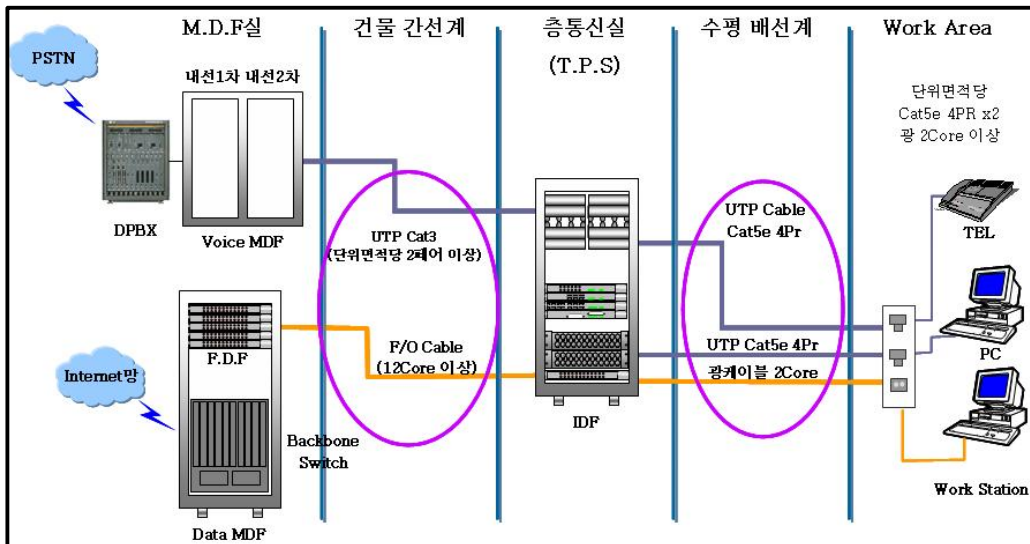 M.D.F실
건물 간선계
층통신실
(T.P.S)
수평 배선계
Work Area
PSTN
내선1차 내선2차
DPBX
Voice MDF
UTP Cat3
(단위면적당 2페어 이상)
UTP Cable
Cat5e 4Pr
단위면적당
Cat5e 4PR x2
광 2Core 이상
TEL
F.D.F
Internet망
Backbone
Switch
Data MDF
F/O Cable
(12Core 이상)
IDF
UTP Cat5e 4Pr
광케이블 2Core
PC
Work Station